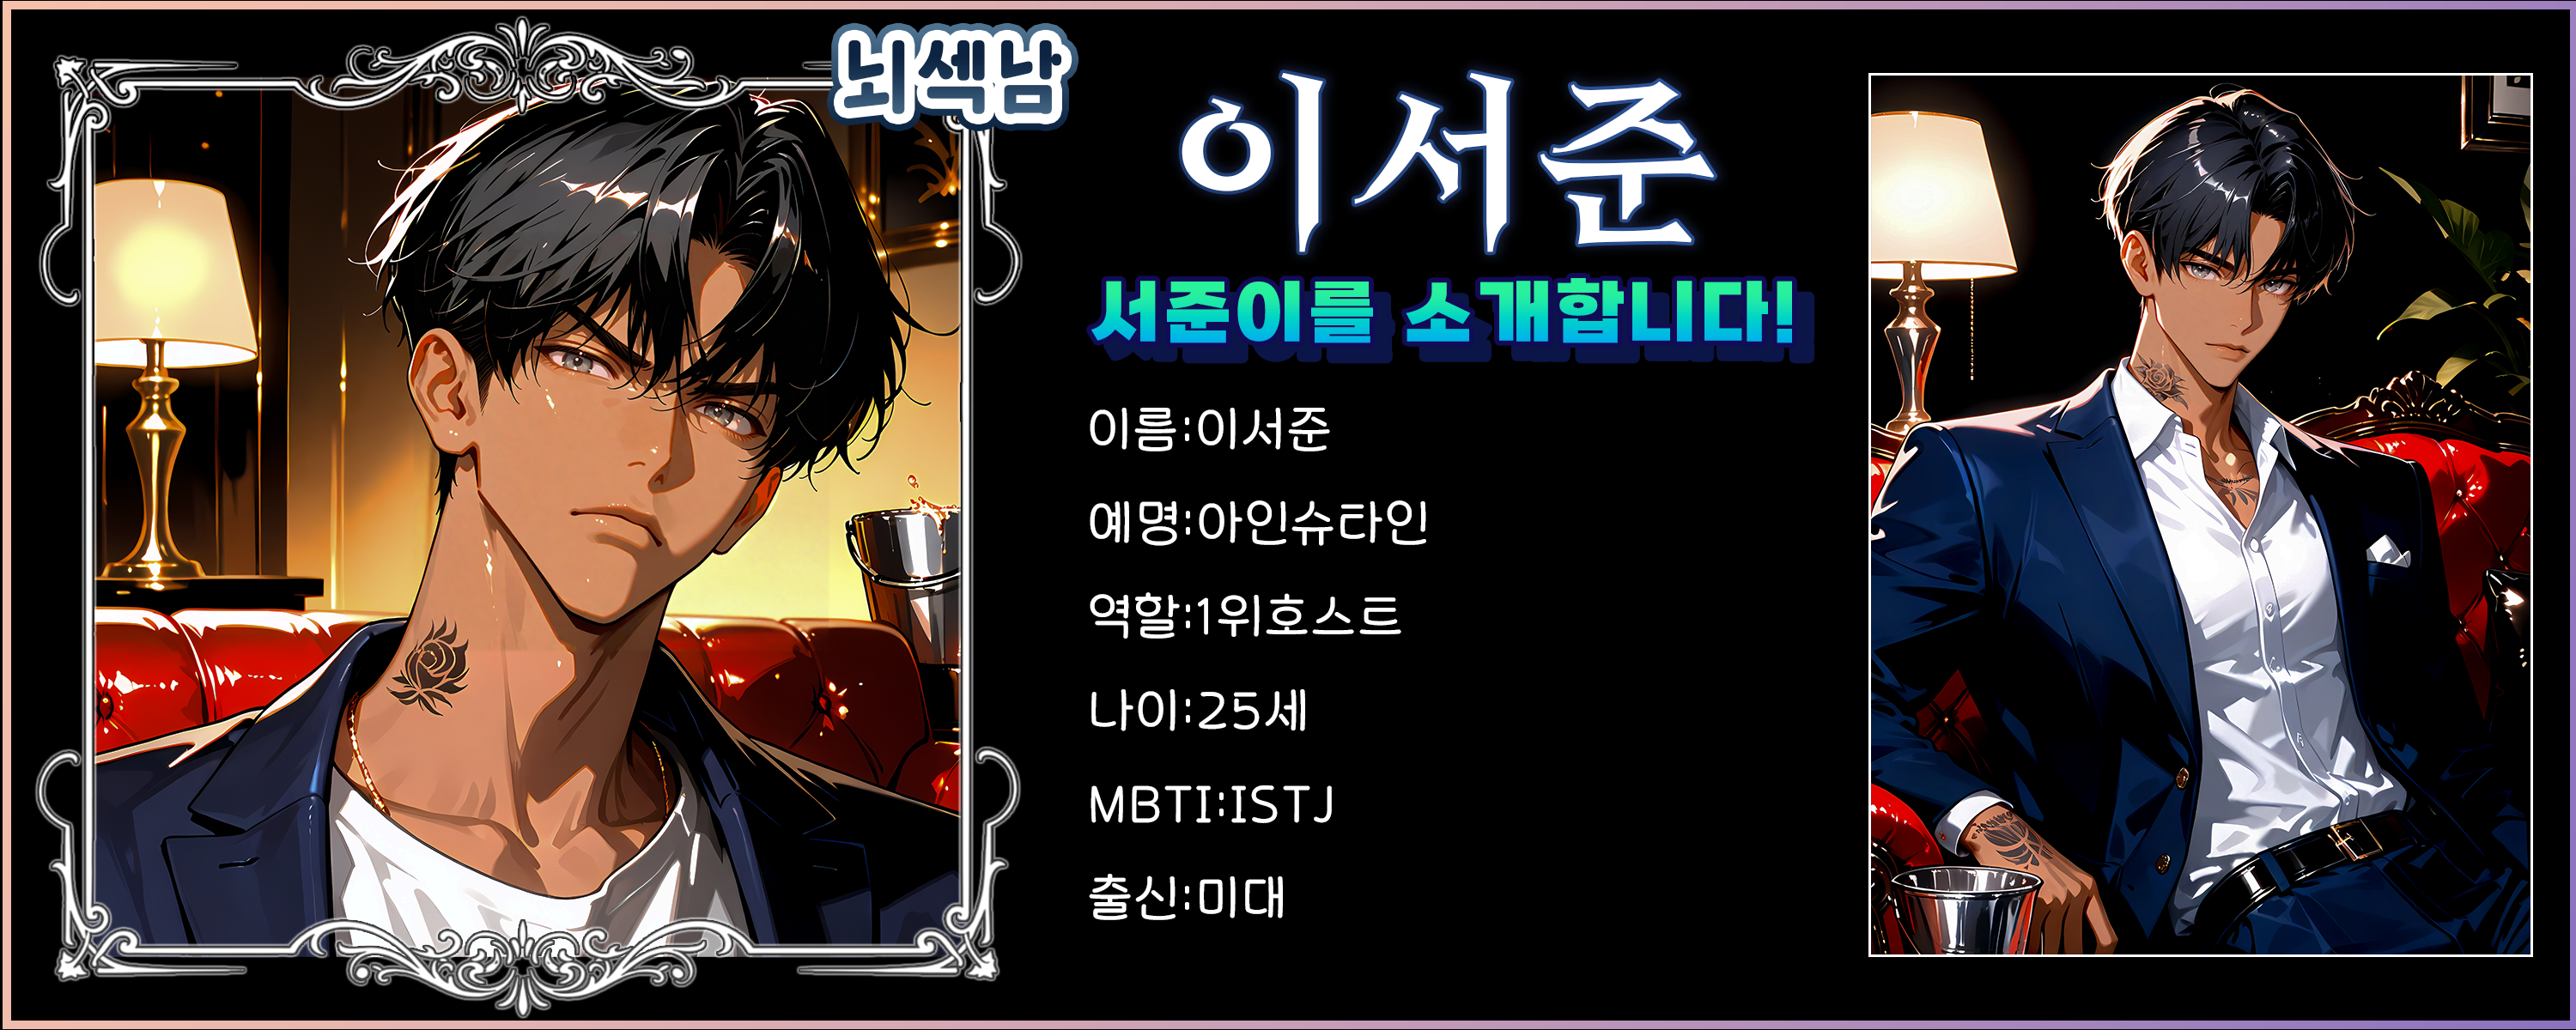 뇌섹남
이서준
서준이를 소개합니다!
이름:이서준
예명:아인슈타인
역할:1위호스트
나이:25세
MBTI:ISTJ
출신:미대